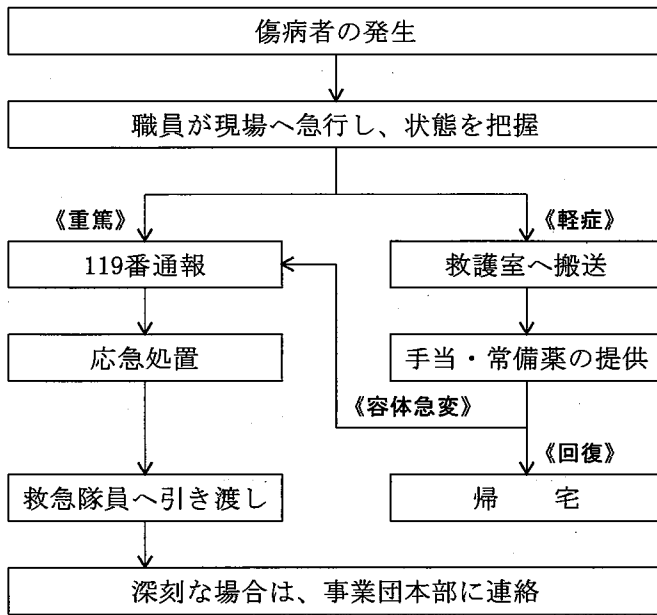 傷病者の発生
職員が現場へ急行し、状態を把握
《重篤》
《軽症》
119番通報
救護室へ搬送
応急処置
手当・常備薬の提供
《容体急変》
《回復》
救急隊員へ引き渡し
帰　　宅
深刻な場合は、事業団本部に連絡